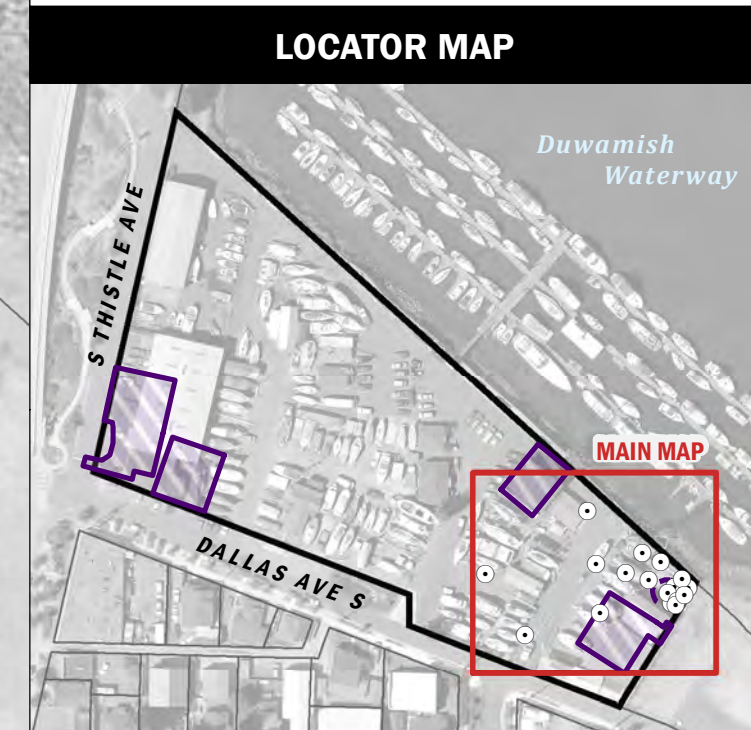 LOCATOR MAP
Duwamish
Waterway
S THISTLE AVE
MAIN MAP
DALLAS AVE S